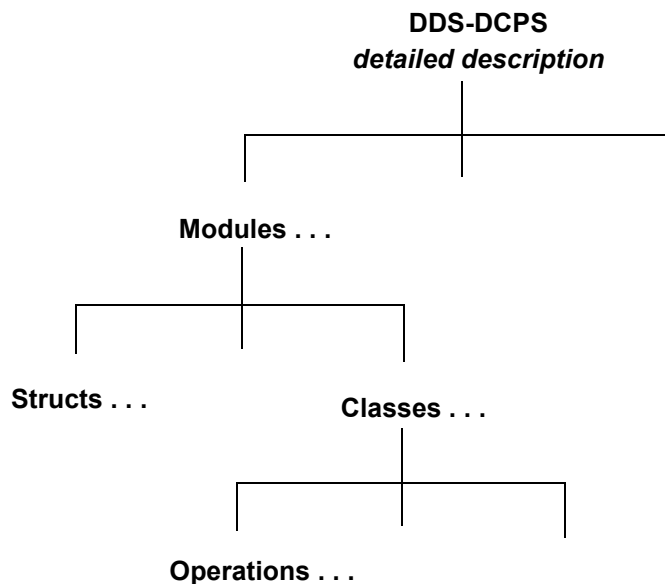 DDS-DCPS
detailed description
Modules . . .
Structs . . .
Classes . . .
Operations . . .